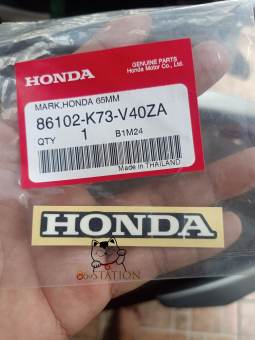 HONDA
GENUINE PARTS
Honda Motor Co., Ltd.
MARK,HONDA 65MM
86102-K73-V40ZA
QTY 1 B1M24
Made in THAILAND
HONDA
STATION